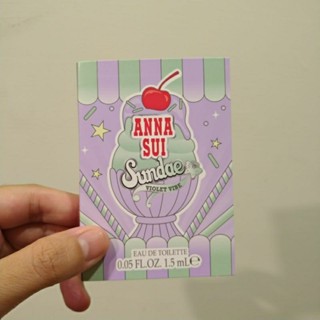 ANNA
SUI
Sundae
VIOLET VIBE
EAU DE TOILETTE
0.05 FL.OZ. 1.5 mL ℮